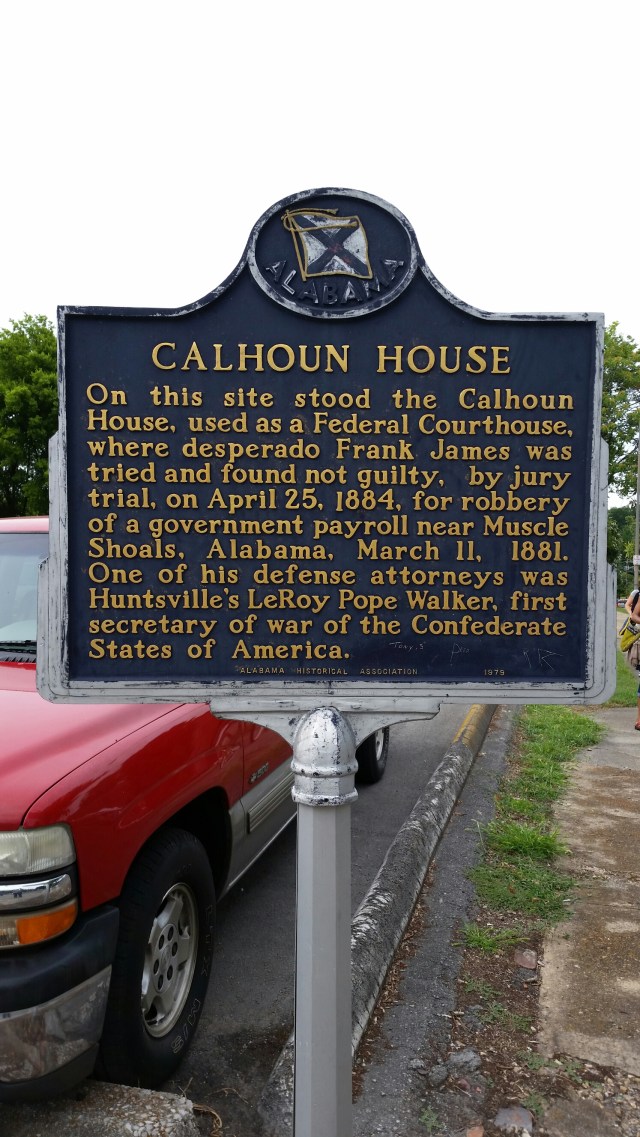 ALABAMA
CALHOUN HOUSE
On this site stood the Calhoun
House, used as a Federal Courthouse,
where desperado Frank James was
tried and found not guilty, by jury
trial, on April 25, 1884, for robbery
of a government payroll near Muscle
Shoals, Alabama, March 11, 1881.
One of his defense attorneys was
Huntsville's LeRoy Pope Walker, first
secretary of war of the Confederate
States of America.
ALABAMA HISTORICAL ASSOCIATION 1979